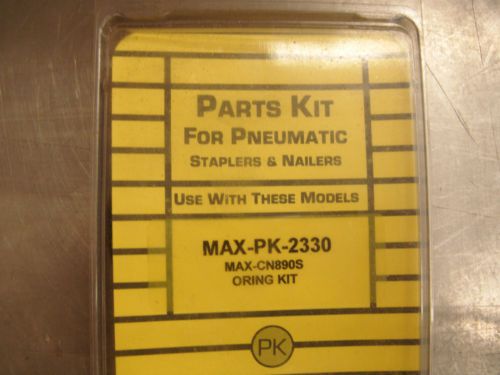 PARTS KIT
FOR PNEUMATIC
STAPLERS & NAILERS
USE WITH THESE MODELS
MAX-PK-2330
MAX-CN890S
ORING KIT
PK